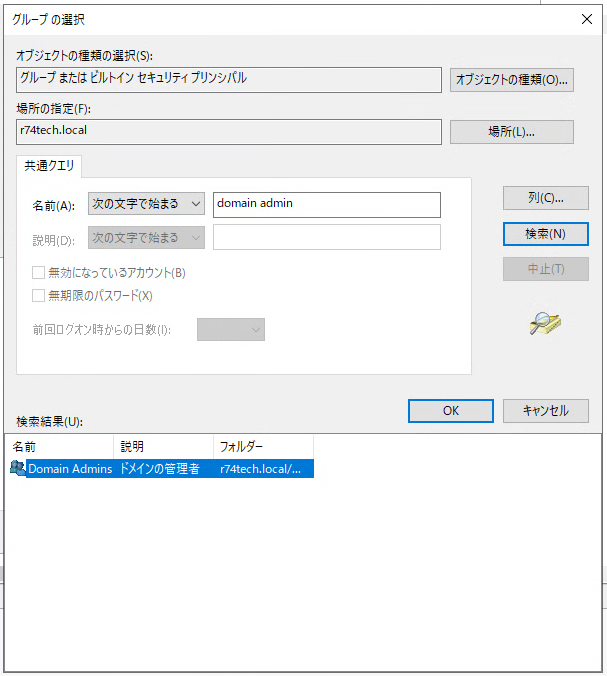 グループ の選択
オブジェクトの種類の選択(S):
グループ または ビルトイン セキュリティ プリンシパル
オブジェクトの種類(O)...
場所の指定(F):
r74tech.local
場所(L)...
共通クエリ
名前(A):
次の文字で始まる
domain admin
列(C)...
説明(D):
次の文字で始まる
検索(N)
無効になっているアカウント(B)
中止(T)
無期限のパスワード(X)
前回ログオン時からの日数(I):
OK
キャンセル
検索結果(U):
名前 説明 フォルダー
Domain Admins ドメインの管理者 r74tech.local/...